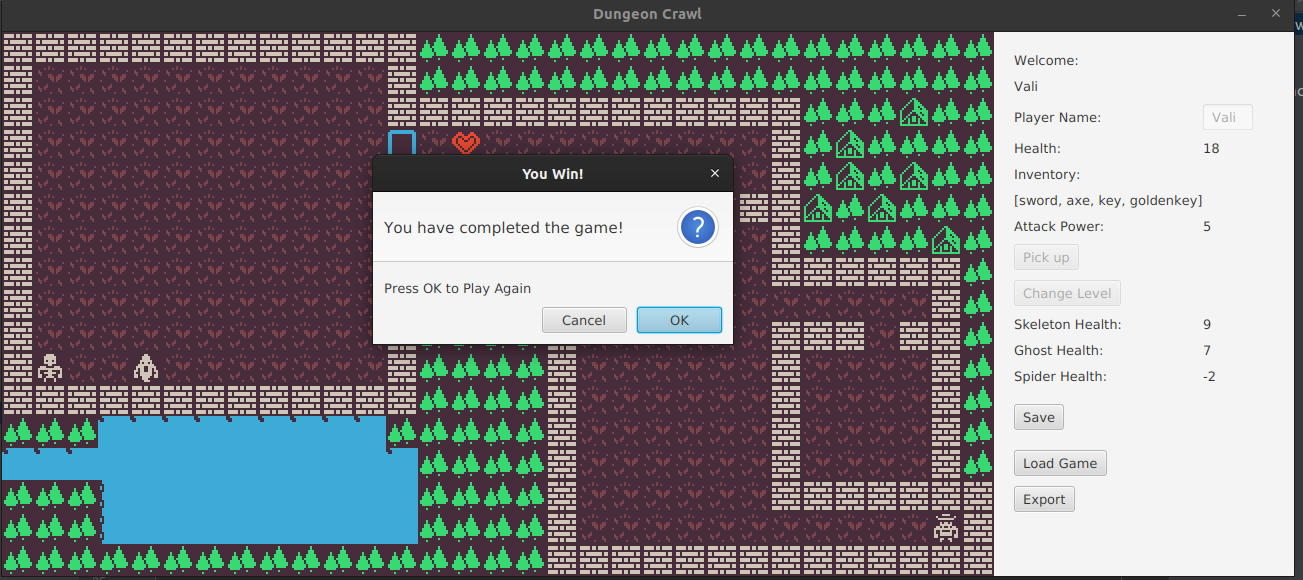 Dungeon Crawl
Welcome:
Vali
Player Name: Vali
Health: 18
Inventory:
[sword, axe, key, goldenkey]
Attack Power: 5
Pick up
Change Level
Skeleton Health: 9
Ghost Health: 7
Spider Health: -2
Save
Load Game
Export
You Win!
You have completed the game!
?
Press OK to Play Again
Cancel OK